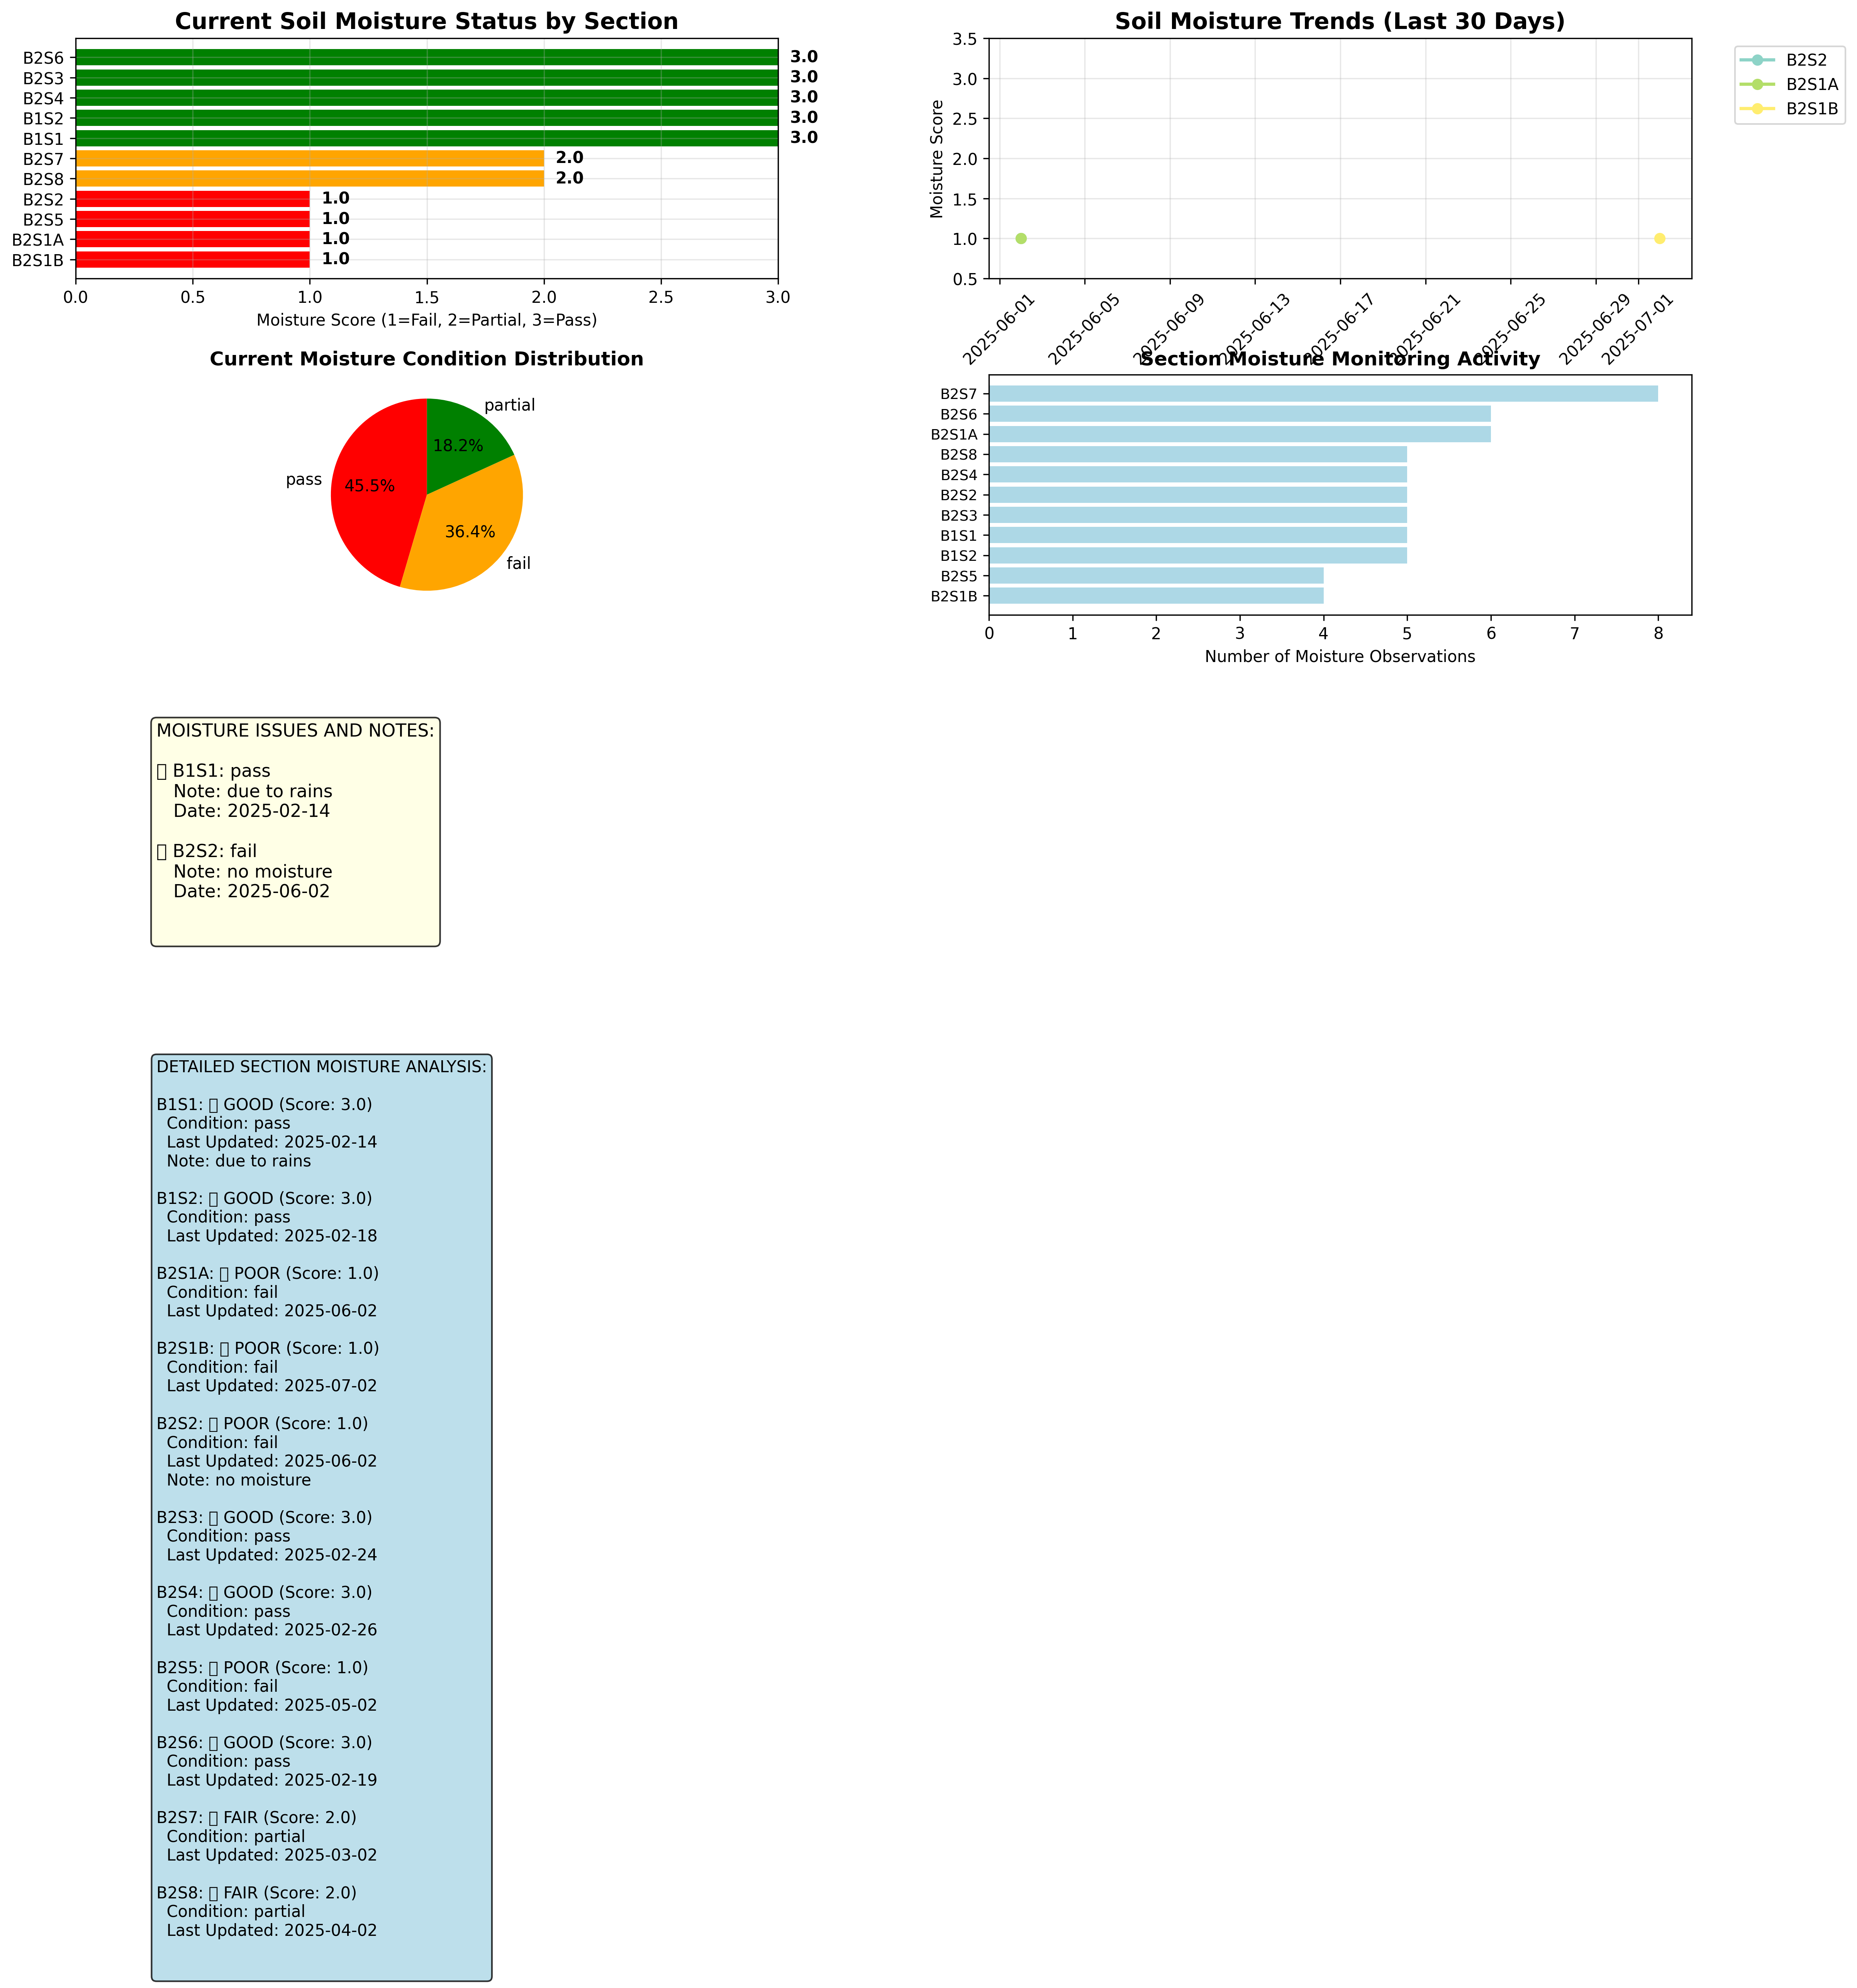 Current Soil Moisture Status by Section
B2S6
B2S3
B2S4
B1S2
B1S1
B2S7
B2S8
B2S2
B2S5
B2S1A
B2S1B
3.0
3.0
3.0
3.0
3.0
2.0
2.0
1.0
1.0
1.0
1.0
0.0 0.5 1.0 1.5 2.0 2.5 3.0
Moisture Score (1=Fail, 2=Partial, 3=Pass)
Soil Moisture Trends (Last 30 Days)
Moisture Score
3.5
3.0
2.5
2.0
1.5
1.0
0.5
2025-06-01
2025-06-05
2025-06-09
2025-06-13
2025-06-17
2025-06-21
2025-06-25
2025-06-29
2025-07-01
B2S2
B2S1A
B2S1B
Current Moisture Condition Distribution
partial
18.2%
pass
45.5%
36.4%
fail
Section Moisture Monitoring Activity
B2S7
B2S6
B2S1A
B2S8
B2S4
B2S2
B2S3
B1S1
B1S2
B2S5
B2S1B
0 1 2 3 4 5 6 7 8
Number of Moisture Observations
MOISTURE ISSUES AND NOTES:
B1S1: pass
Note: due to rains
Date: 2025-02-14
B2S2: fail
Note: no moisture
Date: 2025-06-02
DETAILED SECTION MOISTURE ANALYSIS:
B1S1: GOOD (Score: 3.0)
Condition: pass
Last Updated: 2025-02-14
Note: due to rains
B1S2: GOOD (Score: 3.0)
Condition: pass
Last Updated: 2025-02-18
B2S1A: POOR (Score: 1.0)
Condition: fail
Last Updated: 2025-06-02
B2S1B: POOR (Score: 1.0)
Condition: fail
Last Updated: 2025-07-02
B2S2: POOR (Score: 1.0)
Condition: fail
Last Updated: 2025-06-02
Note: no moisture
B2S3: GOOD (Score: 3.0)
Condition: pass
Last Updated: 2025-02-24
B2S4: GOOD (Score: 3.0)
Condition: pass
Last Updated: 2025-02-26
B2S5: POOR (Score: 1.0)
Condition: fail
Last Updated: 2025-05-02
B2S6: GOOD (Score: 3.0)
Condition: pass
Last Updated: 2025-02-19
B2S7: FAIR (Score: 2.0)
Condition: partial
Last Updated: 2025-03-02
B2S8: FAIR (Score: 2.0)
Condition: partial
Last Updated: 2025-04-02